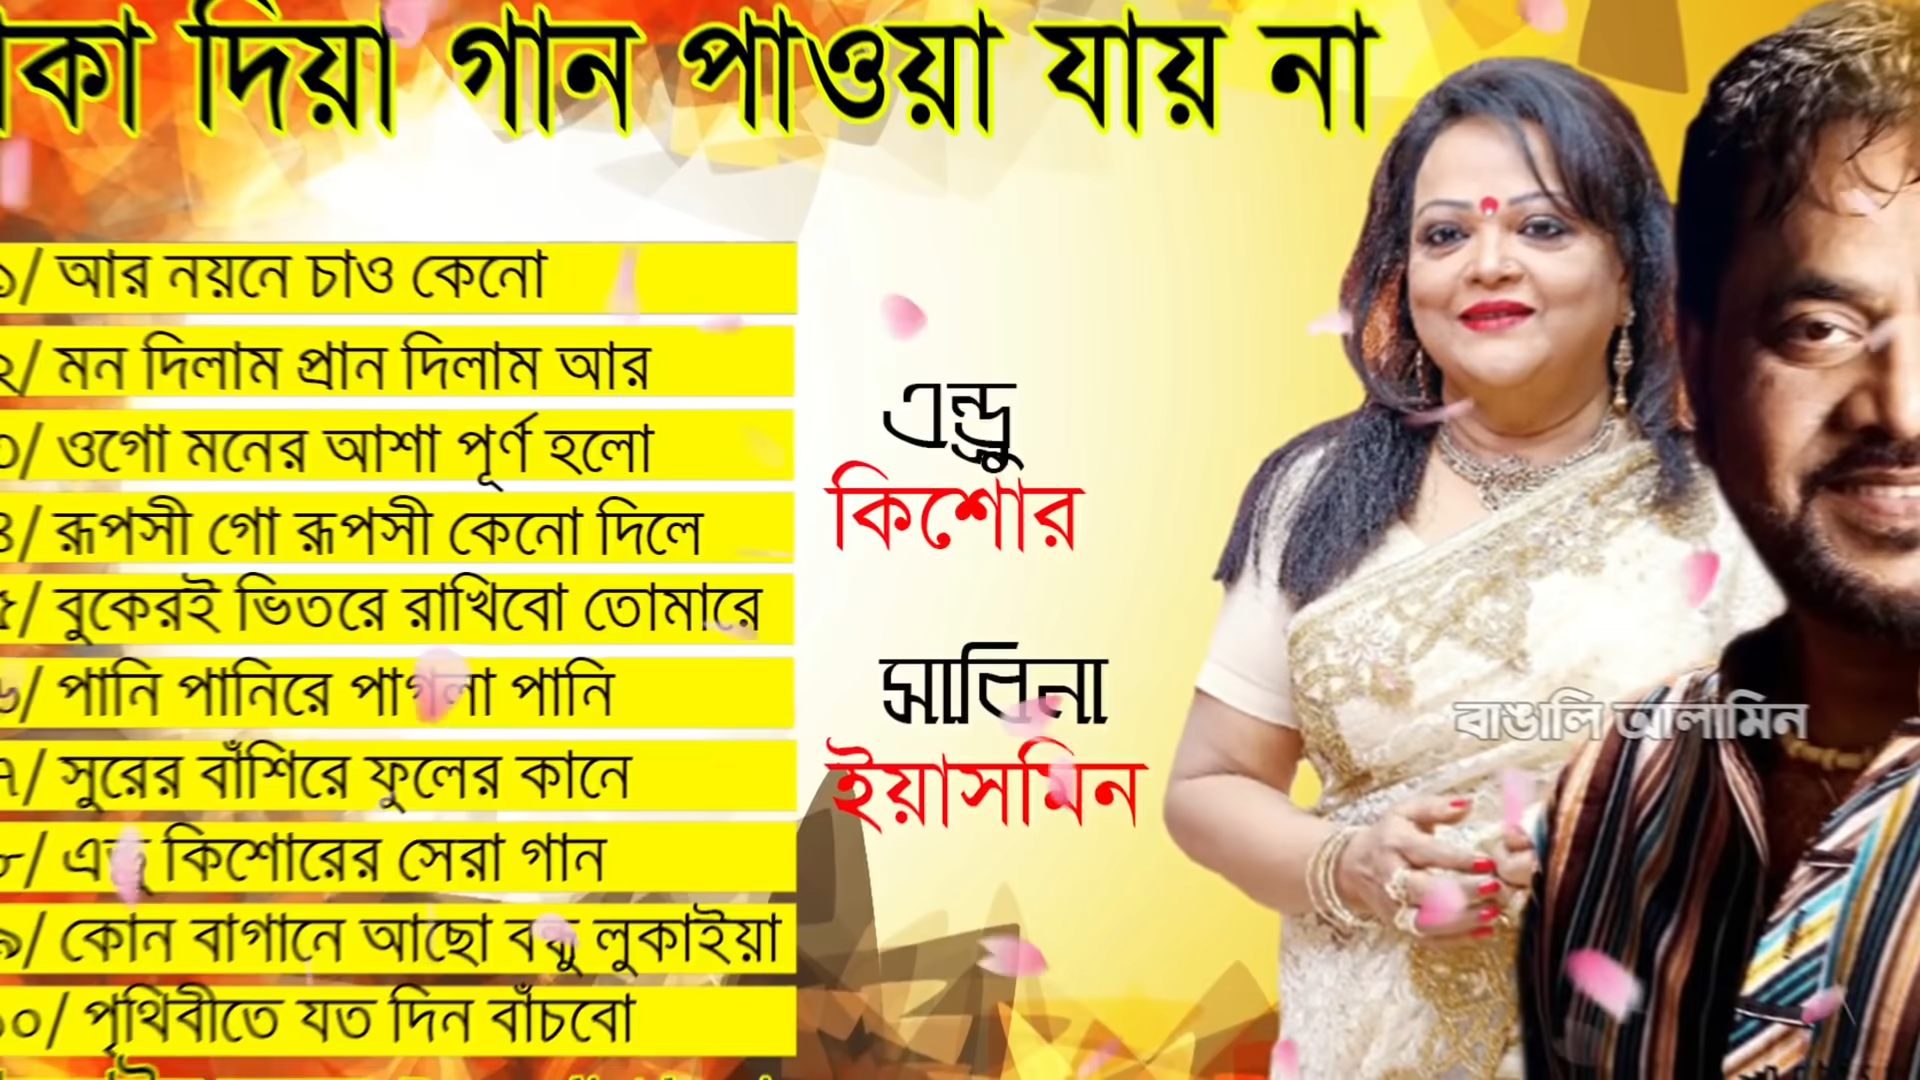 দিয়া গান পাওয়া যায় না
১/ আর নয়নে চাও কেনো
২/ মন দিলাম প্রান দিলাম আর
৩/ ওগো মনের আশা পূর্ণ হলো
৪/ রূপসী গো রূপসী কেনো দিলে
৫/ বুকেরই ভিতরে রাখিবো তোমারে
৬/ পানি পানিরে পাগলা পানি
৭/ সুরের বাঁশিরে ফুলের কানে
৮/ কিশোরের সেরা গান
৯/ কোন বাগানে আছো বন্ধু লুকাইয়া
১০/ পৃথিবীতে যত দিন বাঁচবো
এন্ড্রু
কিশোর
সাবিনা
ইয়াসমিন
বাঙালি আলামিন